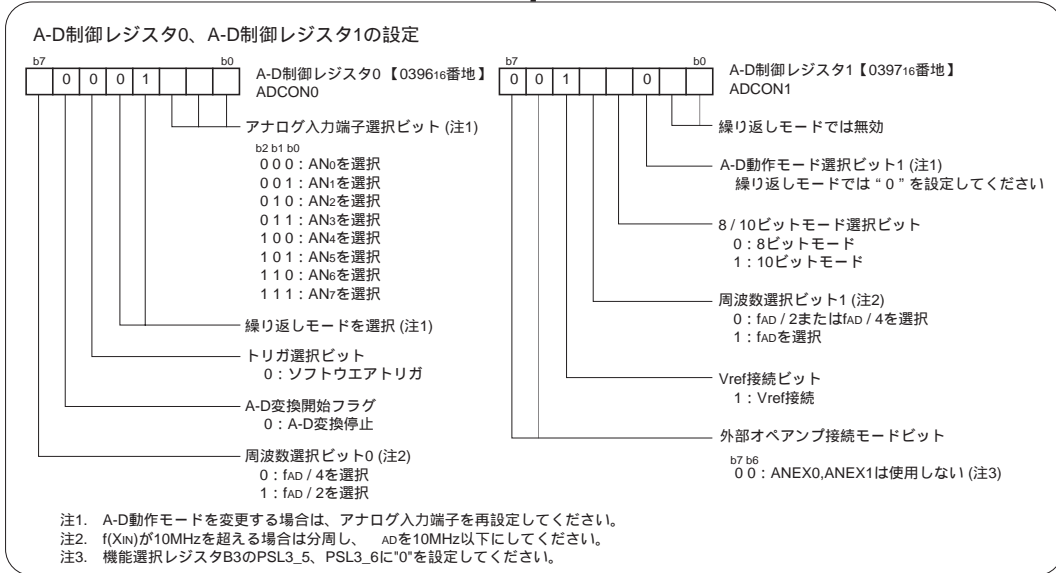 A-D制御レジスタ0、A-D制御レジスタ1の設定
b7 b0
0 0 0 1
A-D制御レジスタ0 【039616番地】
ADCON0
アナログ入力端子選択ビット (注1)
b2 b1 b0
0 0 0 : AN0を選択
0 0 1 : AN1を選択
0 1 0 : AN2を選択
0 1 1 : AN3を選択
1 0 0 : AN4を選択
1 0 1 : AN5を選択
1 1 0 : AN6を選択
1 1 1 : AN7を選択
繰り返しモードを選択 (注1)
トリガ選択ビット
0 : ソフトウエアトリガ
A-D変換開始フラグ
0 : A-D変換停止
周波数選択ビット0 (注2)
0 : fAD / 4を選択
1 : fAD / 2を選択
b7 b0
0 0 1 0
A-D制御レジスタ1 【039716番地】
ADCON1
繰り返しモードでは無効
A-D動作モード選択ビット1 (注1)
繰り返しモードでは “ 0 ” を設定してください
8 / 10ビットモード選択ビット
0 : 8ビットモード
1 : 10ビットモード
周波数選択ビット1 (注2)
0 : fAD / 2またはfAD / 4を選択
1 : fADを選択
Vref接続ビット
1 : Vref接続
外部オペアンプ接続モードビット
b7 b6
0 0 : ANEX0,ANEX1は使用しない (注3)
注1. A-D動作モードを変更する場合は、アナログ入力端子を再設定してください。
注2. f(XIN)が10MHzを超える場合は分周し、 ADを10MHz以下にしてください。
注3. 機能選択レジスタB3のPSL3_5、PSL3_6に"0"を設定してください。